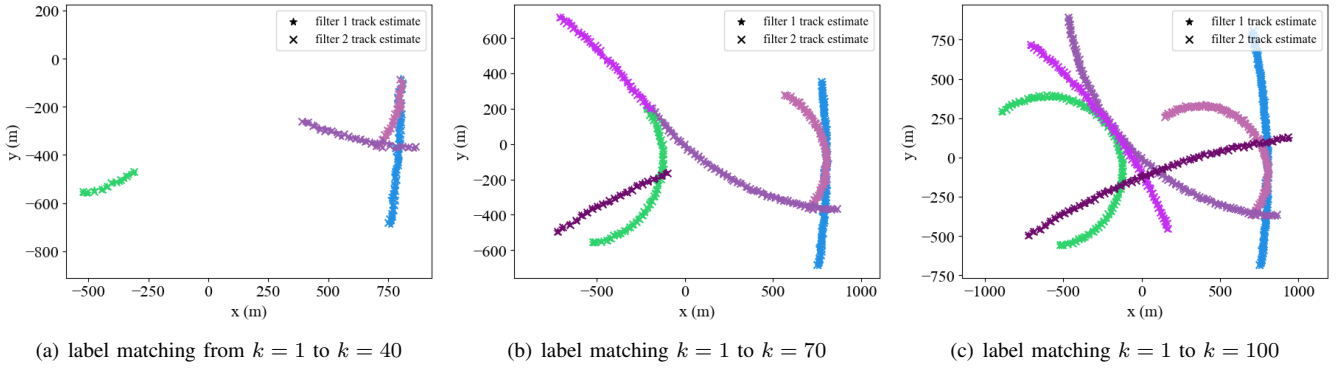 0
−200
−400
−600
−800
y (m)
−500
−250
0
250
500
750
x (m)
filter 1 track estimate
filter 2 track estimate
(a) label matching from k = 1 to k = 40
600
400
200
0
−200
−400
−600
y (m)
−500
0
500
1000
x (m)
filter 1 track estimate
filter 2 track estimate
(b) label matching k = 1 to k = 70
750
500
250
0
−250
−500
−750
y (m)
−1000
−500
0
500
1000
x (m)
filter 1 track estimate
filter 2 track estimate
(c) label matching k = 1 to k = 100